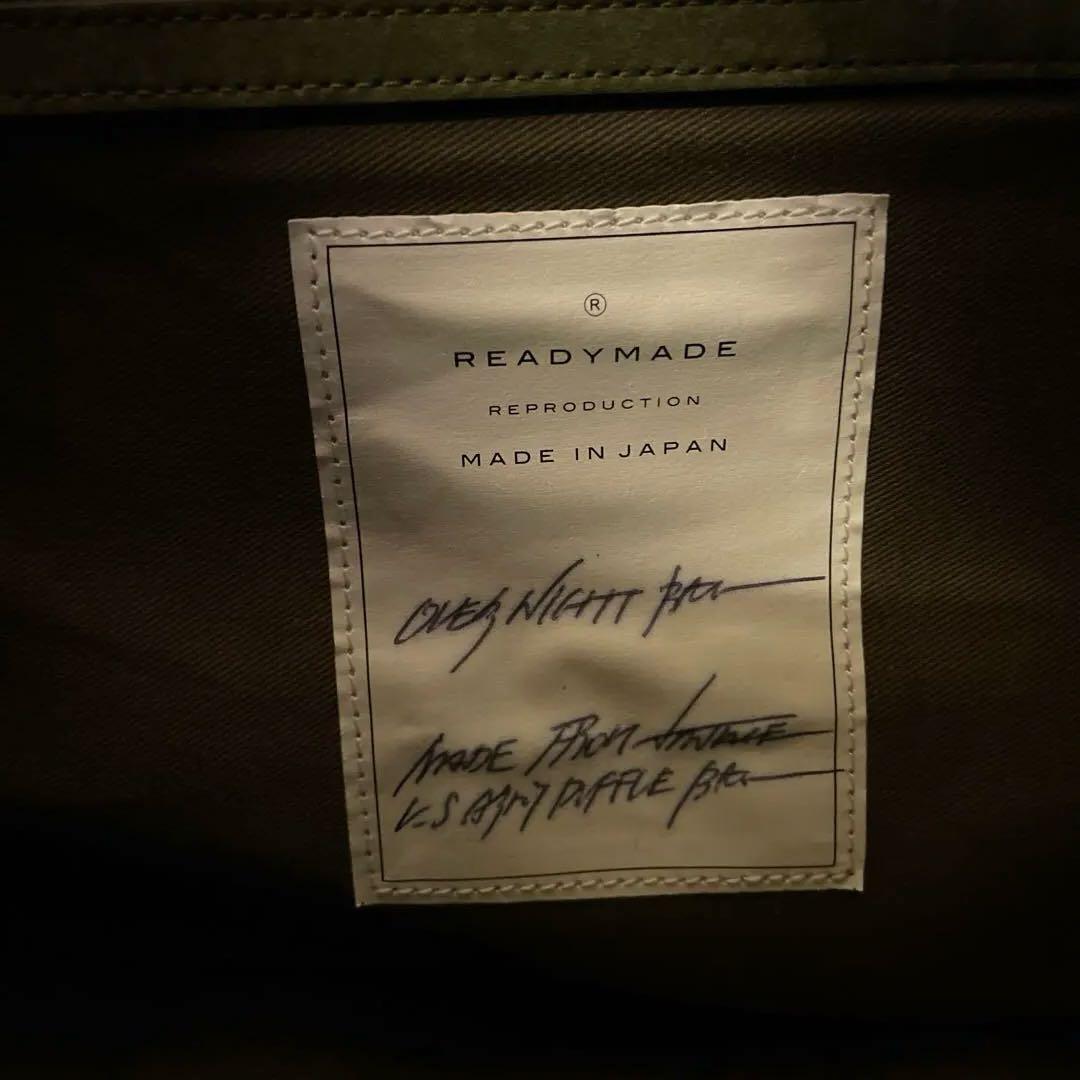 ®
READYMADE
REPRODUCTION
MADE IN JAPAN
OVER NIGHT BAG
MADE FROM VINTAGE
U.S ARMY DUFFLE BAG